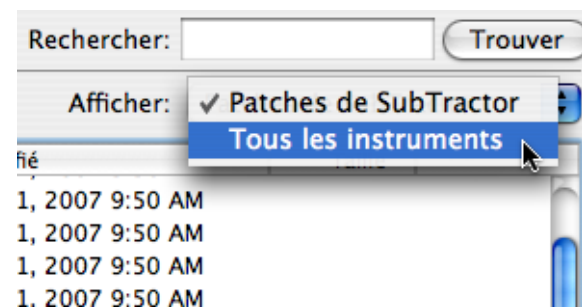 Rechercher: Trouver
Afficher: ✓ Patches de SubTractor
Tous les instruments
fié
1, 2007 9:50 AM
1, 2007 9:50 AM
1, 2007 9:50 AM
1, 2007 9:50 AM